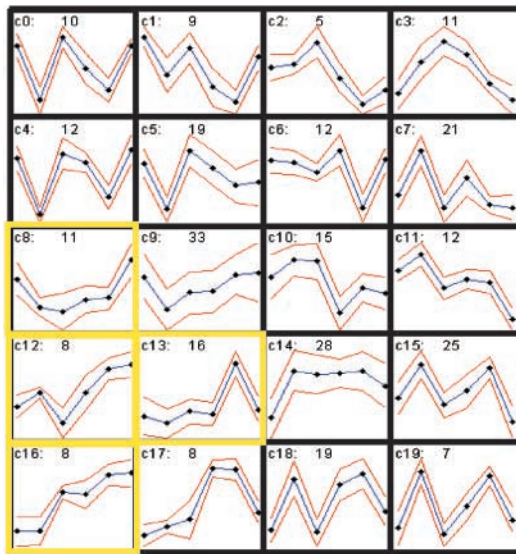 c0: 10 c1: 9 c2: 5 c3: 11
c4: 12 c5: 19 c6: 12 c7: 21
c8: 11 c9: 33 c10: 15 c11: 12
c12: 8 c13: 16 c14: 28 c15: 25
c16: 8 c17: 8 c18: 19 c19: 7